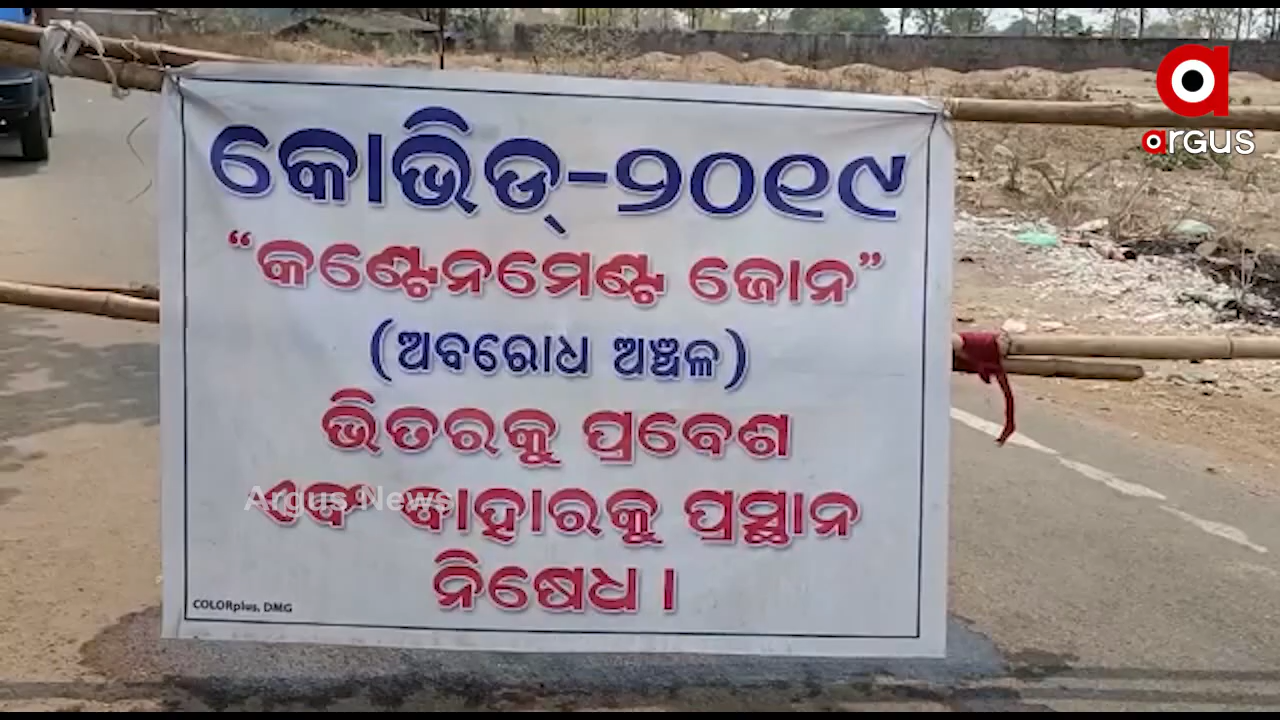 argus
କୋଭିଡ୍-୨୦୧୯
“କଣ୍ଟେନମେଣ୍ଟ ଜୋନ”
(ଅବରୋଧ ଅଞ୍ଚଳ)
ଭିତରକୁ ପ୍ରବେଶ
ଏବଂ ବାହାରକୁ ପ୍ରସ୍ଥାନ
Argus News
ନିଷେଧ ।
COLORplus, DMG